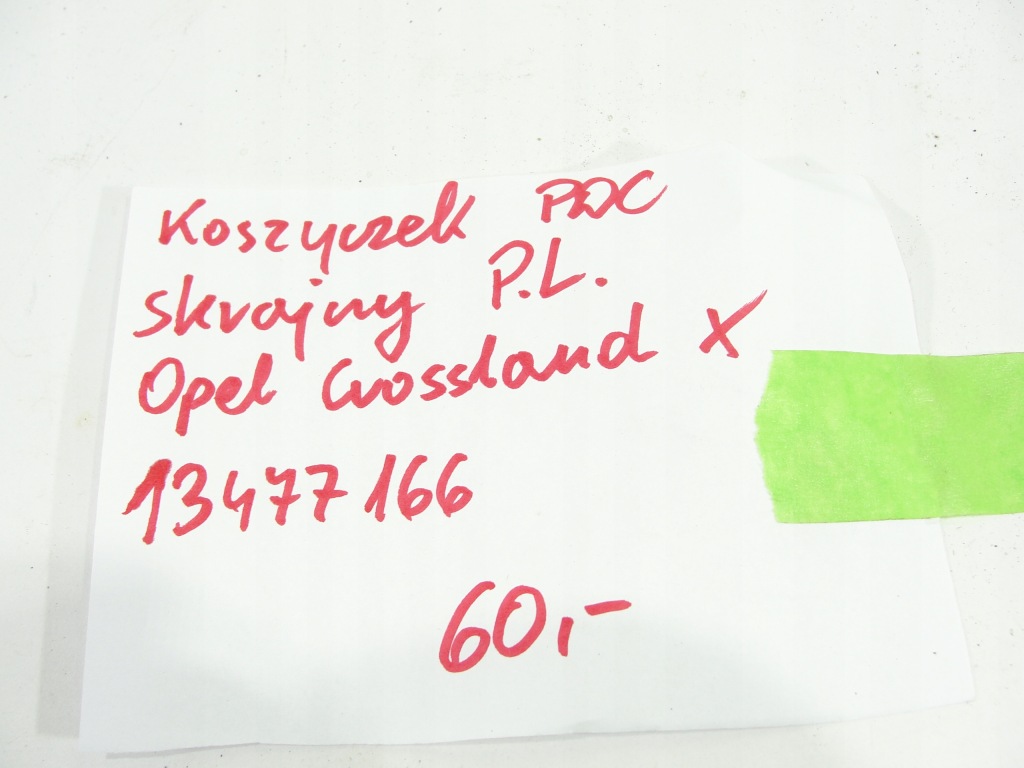 Koszyczek PDC
skrajny P.L.
Opel Crossland X
13477166
60,-